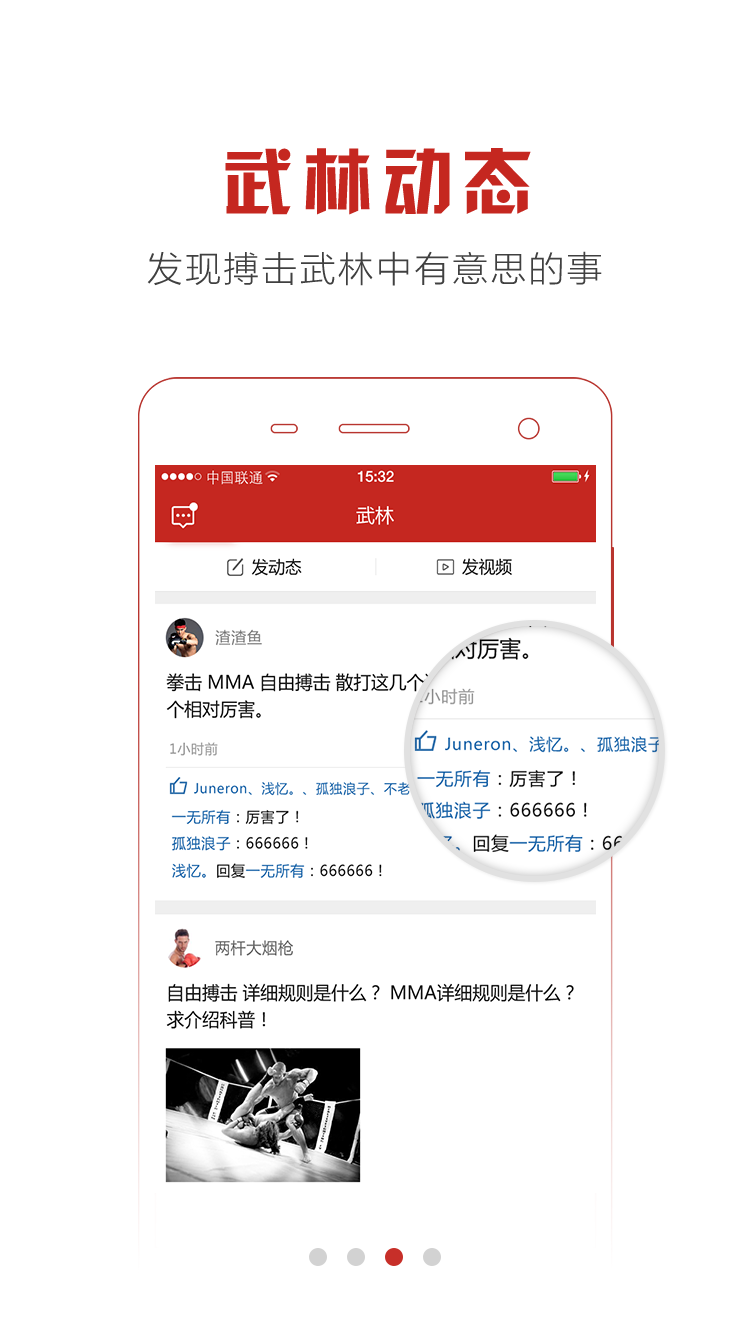 武林动态
发现搏击武林中有意思的事
中国联通 15:32
武林
发动态 发视频
渣渣鱼
拳击 MMA 自由搏击 散打这几个
个相对厉害。
1小时前
Juneron、浅忆。、孤独浪子、不老
一无所有：厉害了！
孤独浪子：666666！
浅忆。回复一无所有：666666！
对厉害。
小时前
Juneron、浅忆。、孤独浪子
一无所有：厉害了！
孤独浪子：666666！
。回复一无所有：66
两杆大烟枪
自由搏击 详细规则是什么？ MMA详细规则是什么？
求介绍科普！